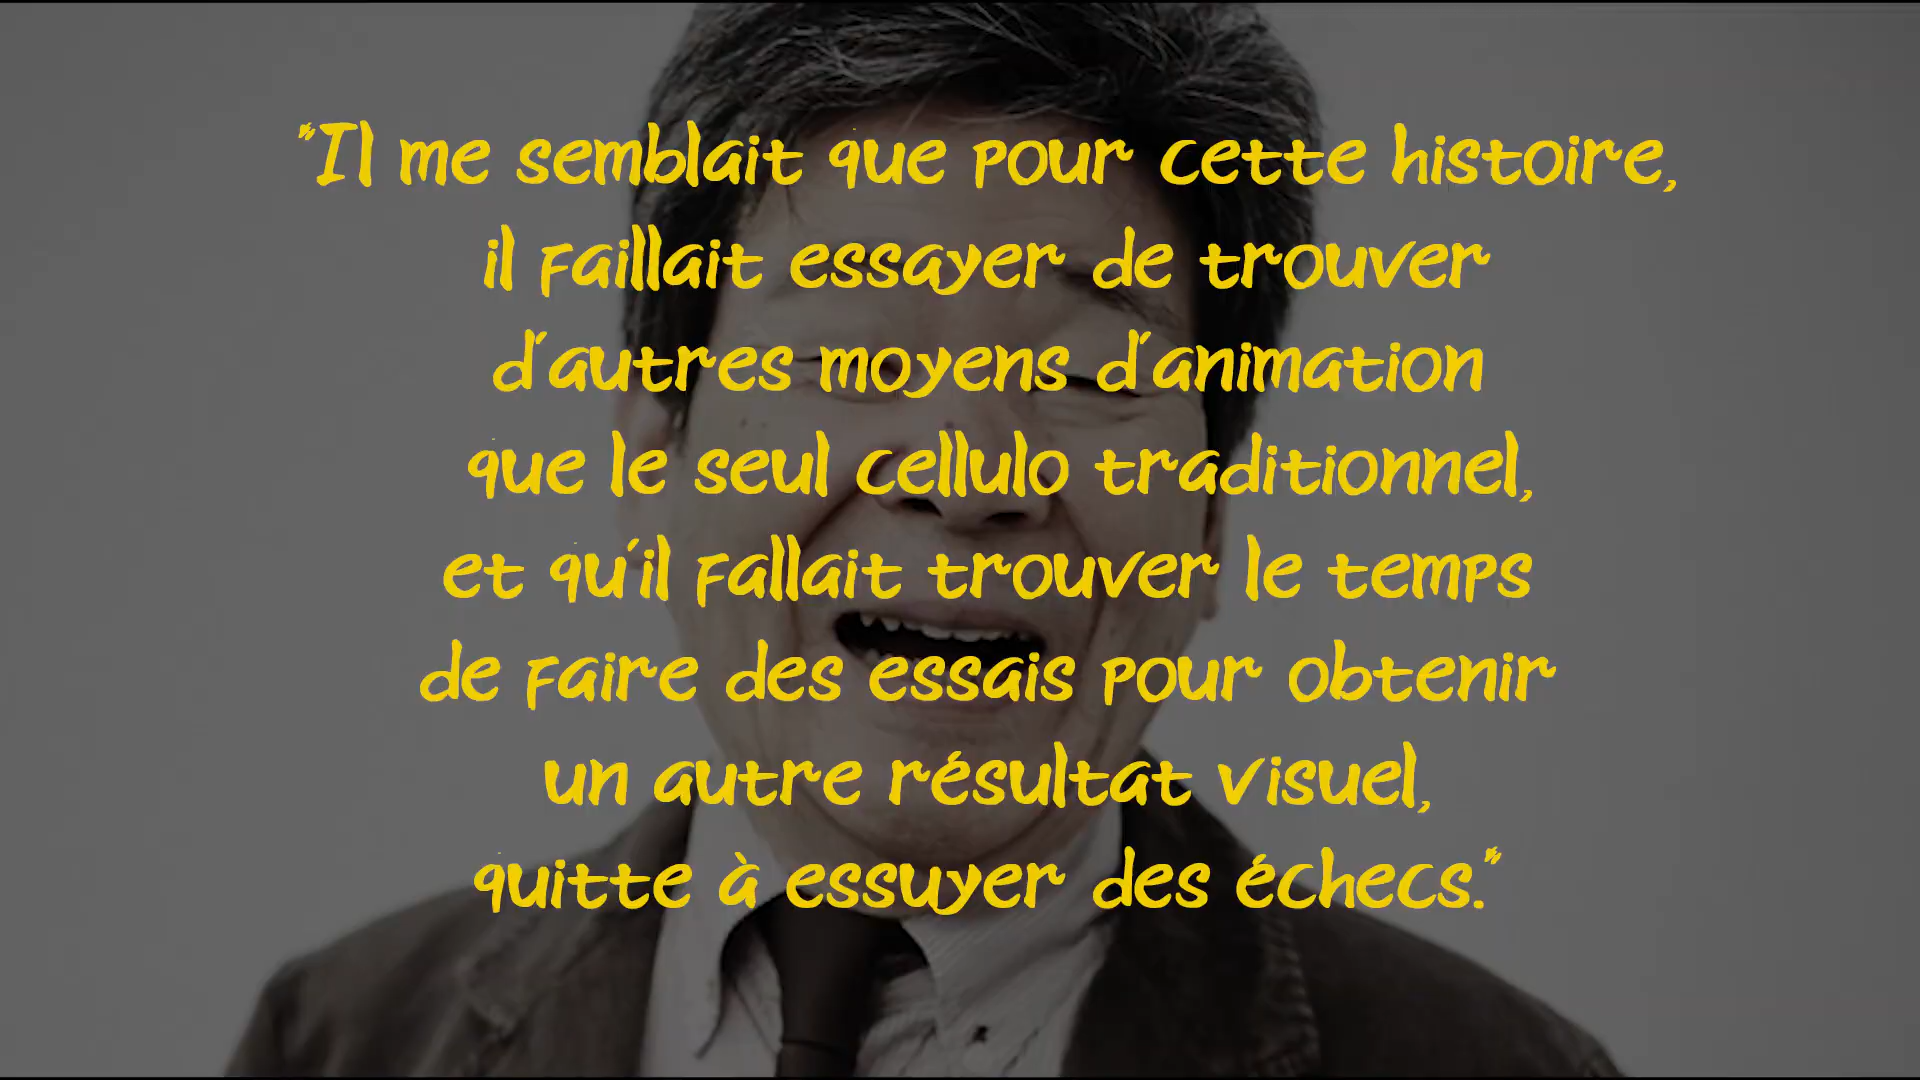 "Il me semblait que pour cette histoire,
il faillait essayer de trouver
d'autres moyens d'animation
que le seul cellulo traditionnel,
et qu'il fallait trouver le temps
de faire des essais pour obtenir
un autre résultat visuel,
quitte à essuyer des échecs."